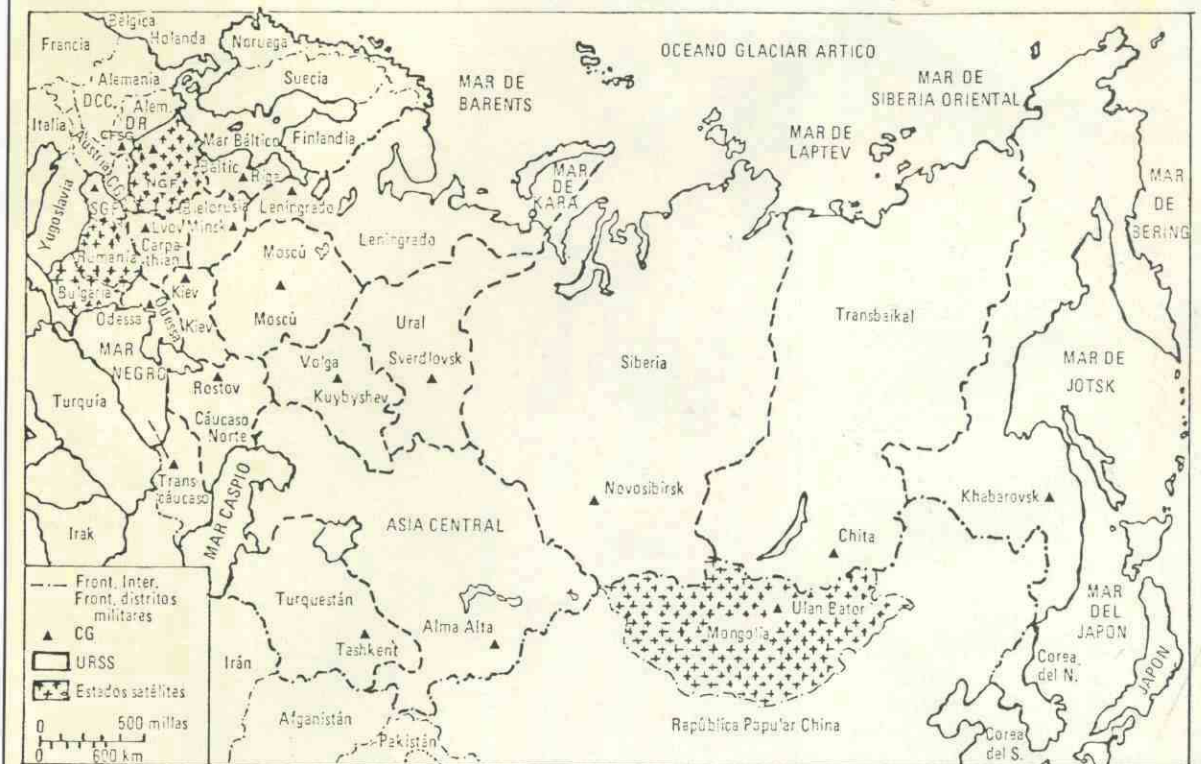 Bélgica
Holanda
Noruega
Francia
Suecia
Alemania
DCC
Alem.
DR
Italia
CFSG
Austria
CG
NGF
Mar Báltico
Finlandia
Baltic
Riga
Yugoslavia
SGF
Bielorusia
Leningrado
Lvov
Minsk
Carpa-
thian
Rumania
Bulgaria
Kiev
Kiev
Odessa
Odessa
MAR
NEGRO
Turquía
Moscú
Moscú
Leningrado
Ural
Sverdlovsk
Volga
Kuybyshev
Rostov
Cáucaso
Norte
Trans-
cáucaso
MAR CASPIO
Irak
OCEANO GLACIAR ARTICO
MAR DE
BARENTS
MAR
DE
KARA
MAR DE
LAPTEV
MAR DE
SIBERIA ORIENTAL
MAR
DE
BERING
Siberia
Transbaikal
MAR DE
JOTSK
Novosibirsk
Khabarovsk
Chita
ASIA CENTRAL
Turquestán
Tashkent
Alma Alta
Ulan Bator
Mongolia
MAR
DEL
JAPON
JAPON
Corea
del N.
Corea
del S.
República Popular China
Irán
Afganistán
Pakistán
Front. Inter.
Front. distritos
militares
CG
URSS
Estados satélites
0 500 millas
0 600 km